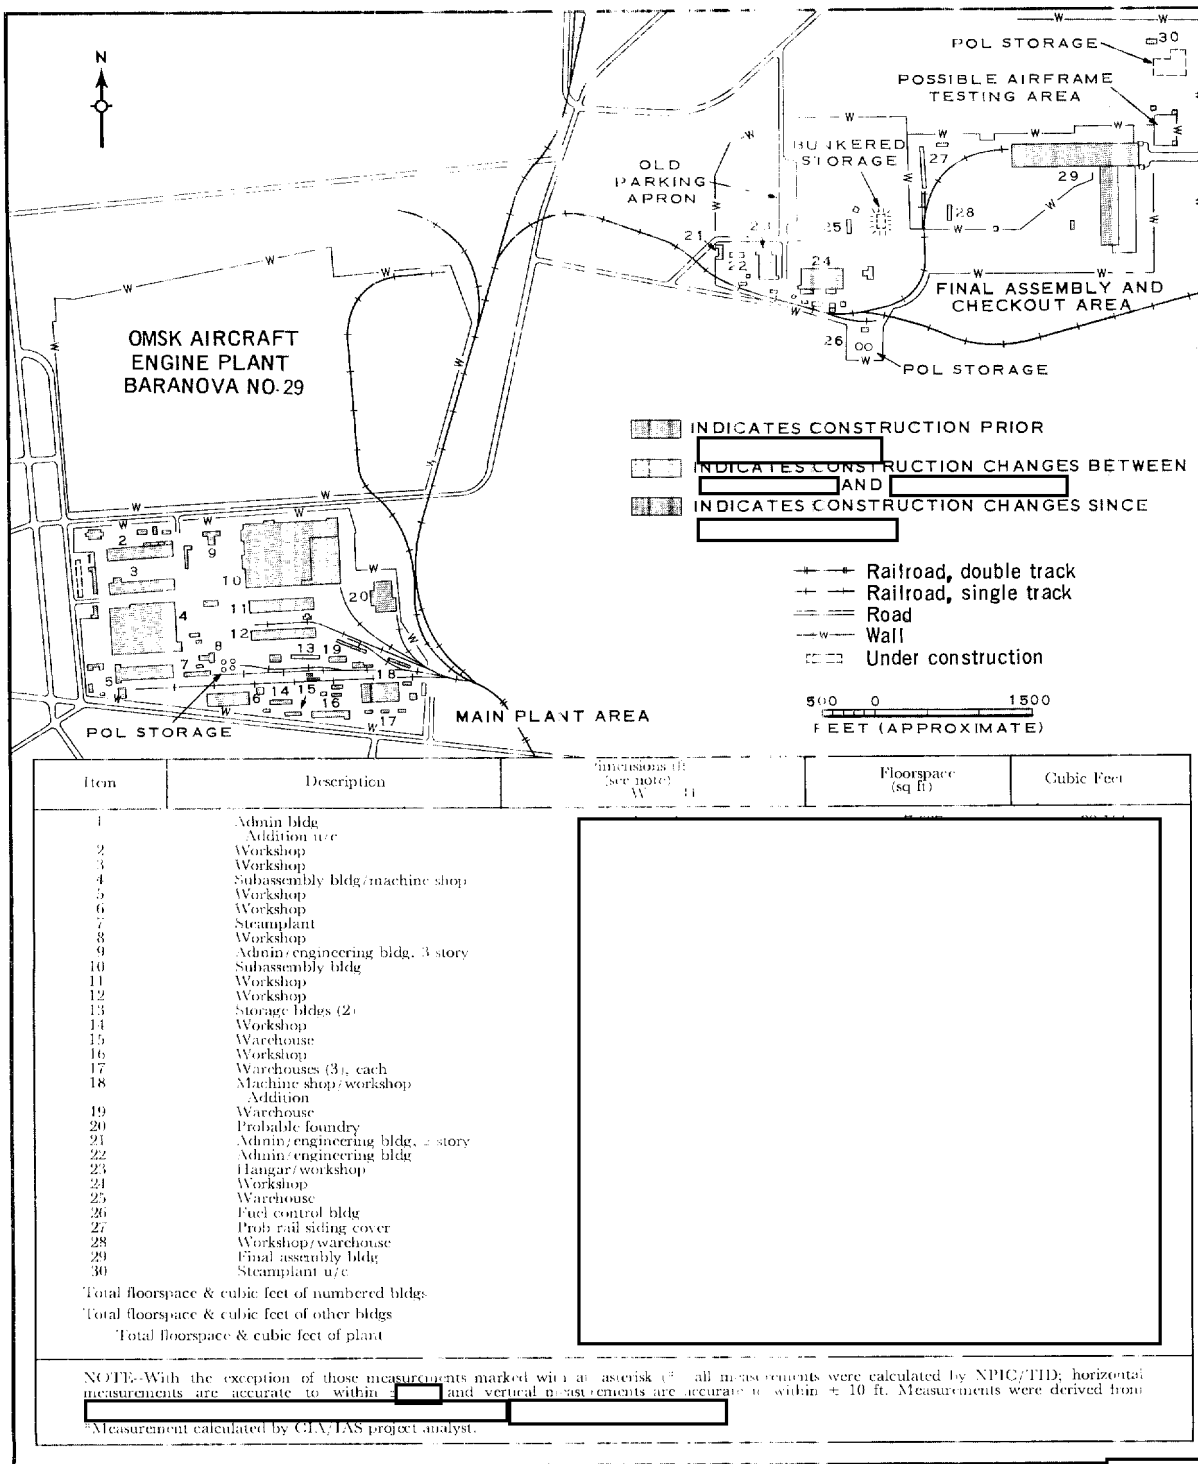 N
30
POL STORAGE
POSSIBLE AIRFRAME
TESTING AREA
BUNKERED
STORAGE
OLD
PARKING
APRON
27
29
28
25
21
22
23
24
26
FINAL ASSEMBLY AND
CHECKOUT AREA
POL STORAGE
OMSK AIRCRAFT
ENGINE PLANT
BARANOVA NO. 29
INDICATES CONSTRUCTION PRIOR
INDICATES CONSTRUCTION CHANGES BETWEEN
AND
INDICATES CONSTRUCTION CHANGES SINCE
Railroad, double track
Railroad, single track
Road
W Wall
Under construction
500 0 1500
FEET (APPROXIMATE)
1
2
3
4
5
6
7
8
9
10
11
12
13
14
15
16
17
18
19
20
POL STORAGE
MAIN PLANT AREA
Item Description Dimensions (ft) Floorspace Cubic Feet
(see note) (sq ft)
W H
1 Admin bldg
Addition u/c
2 Workshop
3 Workshop
4 Subassembly bldg/machine shop
5 Workshop
6 Workshop
7 Steamplant
8 Workshop
9 Admin/engineering bldg, 3 story
10 Subassembly bldg
11 Workshop
12 Workshop
13 Storage bldgs (2)
14 Workshop
15 Warehouse
16 Workshop
17 Warehouses (3), each
18 Machine shop/workshop
Addition
19 Warehouse
20 Probable foundry
21 Admin/engineering bldg, story
22 Admin/engineering bldg
23 Hangar/workshop
24 Workshop
25 Warehouse
26 Fuel control bldg
27 Prob rail siding cover
28 Workshop/warehouse
29 Final assembly bldg
30 Steamplant u/c
Total floorspace & cubic feet of numbered bldgs
Total floorspace & cubic feet of other bldgs
Total floorspace & cubic feet of plant
NOTE--With the exception of those measurements marked with an asterisk (* all measurements were calculated by NPIC/TID; horizontal
measurements are accurate to within ± and vertical measurements are accurate to within ± 10 ft. Measurements were derived from
*Measurement calculated by CIA/IAS project analyst.